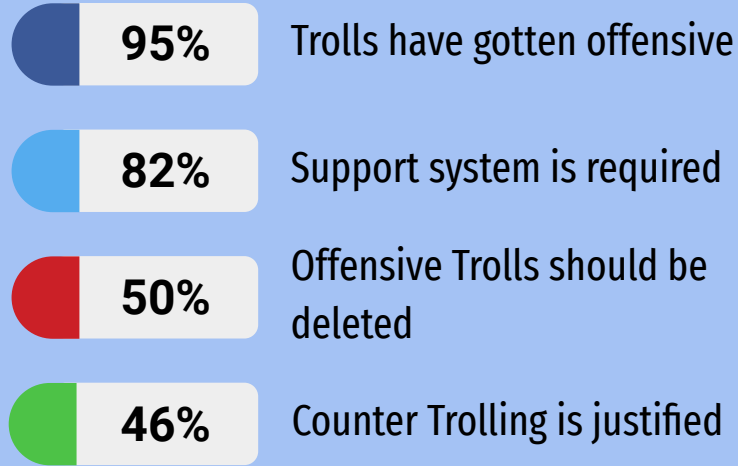 95%
Trolls have gotten offensive
82%
Support system is required
50%
Offensive Trolls should be
deleted
46%
Counter Trolling is justified